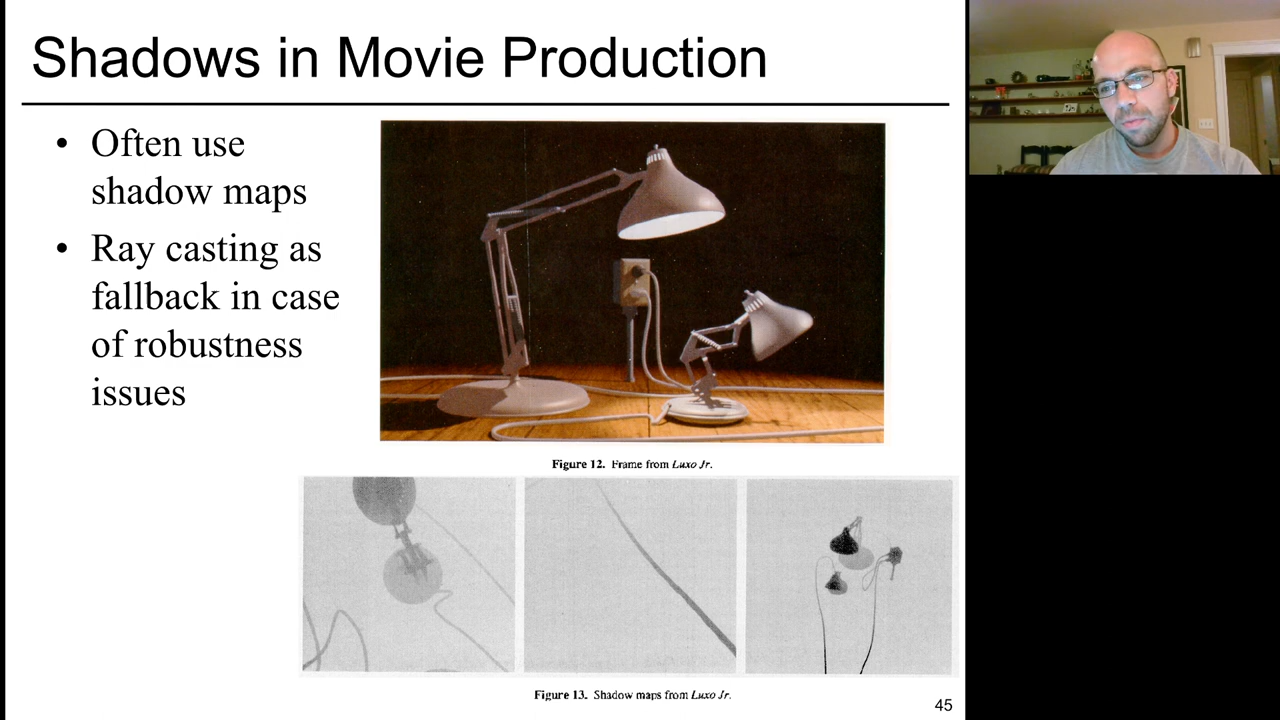 Shadows in Movie Production
• Often use
shadow maps
• Ray casting as
fallback in case
of robustness
issues
Figure 12. Frame from Luxo Jr.
Figure 13. Shadow maps from Luxo Jr.
45